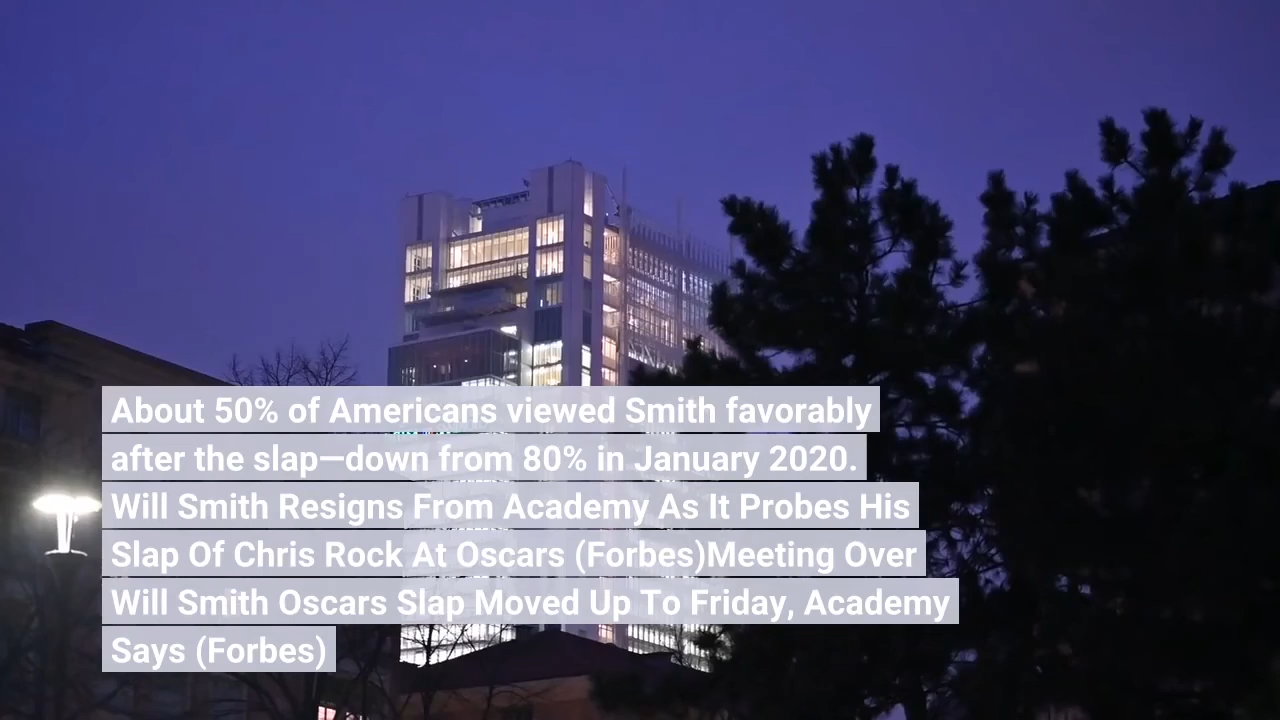 About 50% of Americans viewed Smith favorably
after the slap—down from 80% in January 2020.
Will Smith Resigns From Academy As It Probes His
Slap Of Chris Rock At Oscars (Forbes)Meeting Over
Will Smith Oscars Slap Moved Up To Friday, Academy
Says (Forbes)